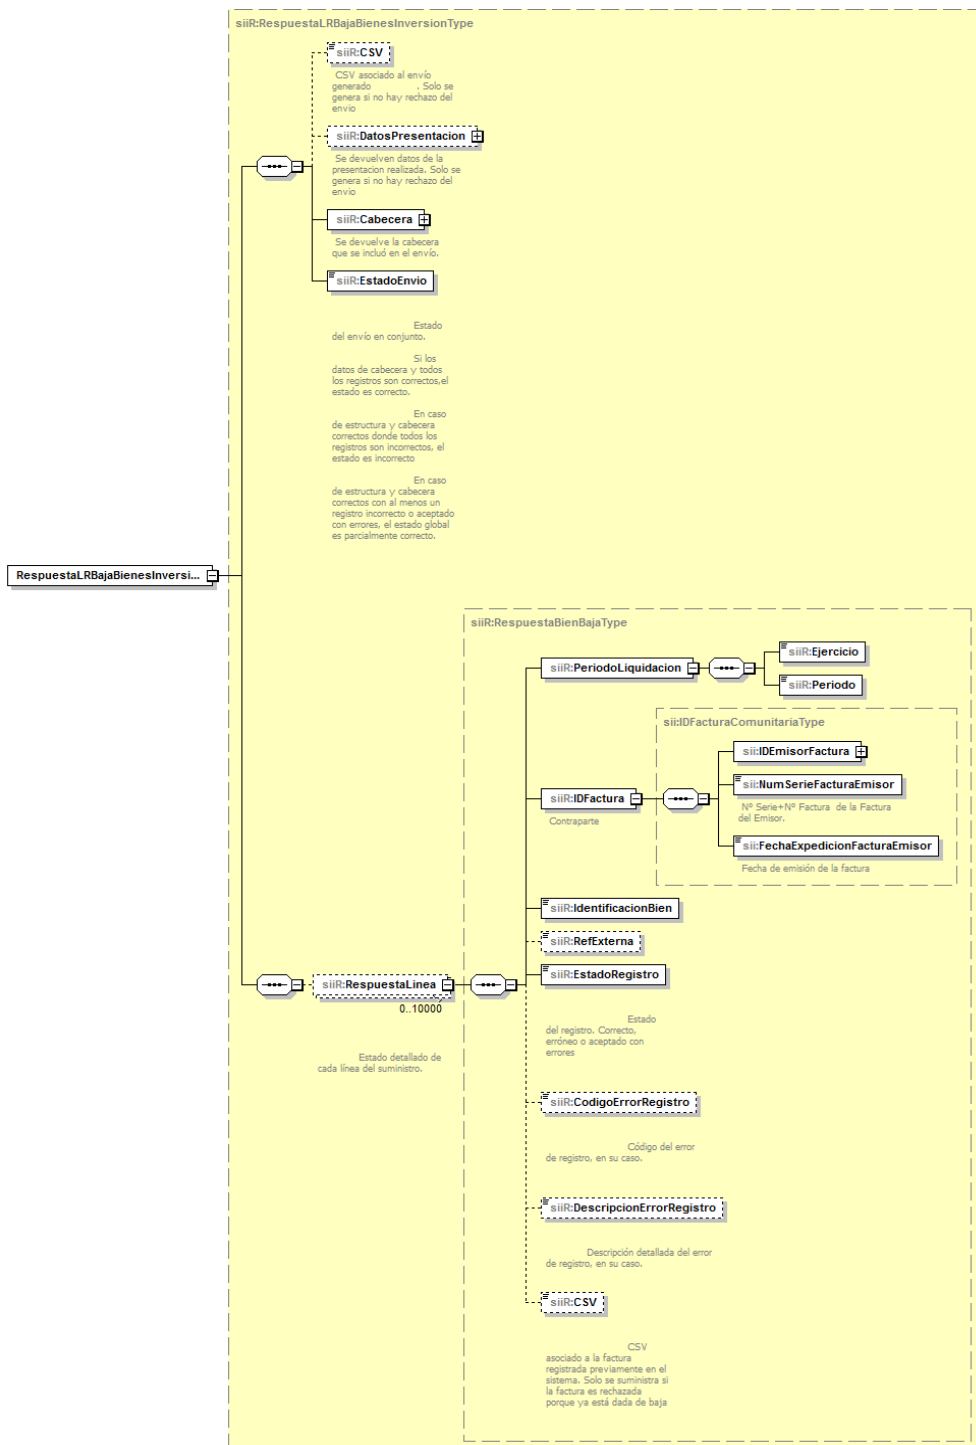 siiR:RespuestaLRBajaBienesInversionType
siiR:CSV
CSV asociado al envío
generado . Solo se
genera si no hay rechazo del
envio
siiR:DatosPresentacion
Se devuelven datos de la
presentacion realizada. Solo se
genera si no hay rechazo del
envio
siiR:Cabecera
Se devuelve la cabecera
que se incluó en el envío.
siiR:EstadoEnvio
Estado
del envío en conjunto.
Si los
datos de cabecera y todos
los registros son correctos,el
estado es correcto.
En caso
de estructura y cabecera
correctos donde todos los
registros son incorrectos, el
estado es incorrecto
En caso
de estructura y cabecera
correctos con al menos un
registro incorrecto o aceptado
con errores, el estado global
es parcialmente correcto.
RespuestaLRBajaBienesInversi...
siiR:RespuestaBienBajaType
siiR:PeriodoLiquidacion
siiR:Ejercicio
siiR:Periodo
sii:IDFacturaComunitariaType
siiR:IDFactura
Contraparte
sii:IDEmisorFactura
sii:NumSerieFacturaEmisor
Nº Serie+Nº Factura de la Factura
del Emisor.
sii:FechaExpedicionFacturaEmisor
Fecha de emisión de la factura
siiR:IdentificacionBien
siiR:RefExterna
siiR:EstadoRegistro
Estado
del registro. Correcto,
erróneo o aceptado con
errores
siiR:RespuestaLinea
0..10000
Estado detallado de
cada línea del suministro.
siiR:CodigoErrorRegistro
Código del error
de registro, en su caso.
siiR:DescripcionErrorRegistro
Descripción detallada del error
de registro, en su caso.
siiR:CSV
CSV
asociado a la factura
registrada previamente en el
sistema. Solo se suministra si
la factura es rechazada
porque ya está dada de baja